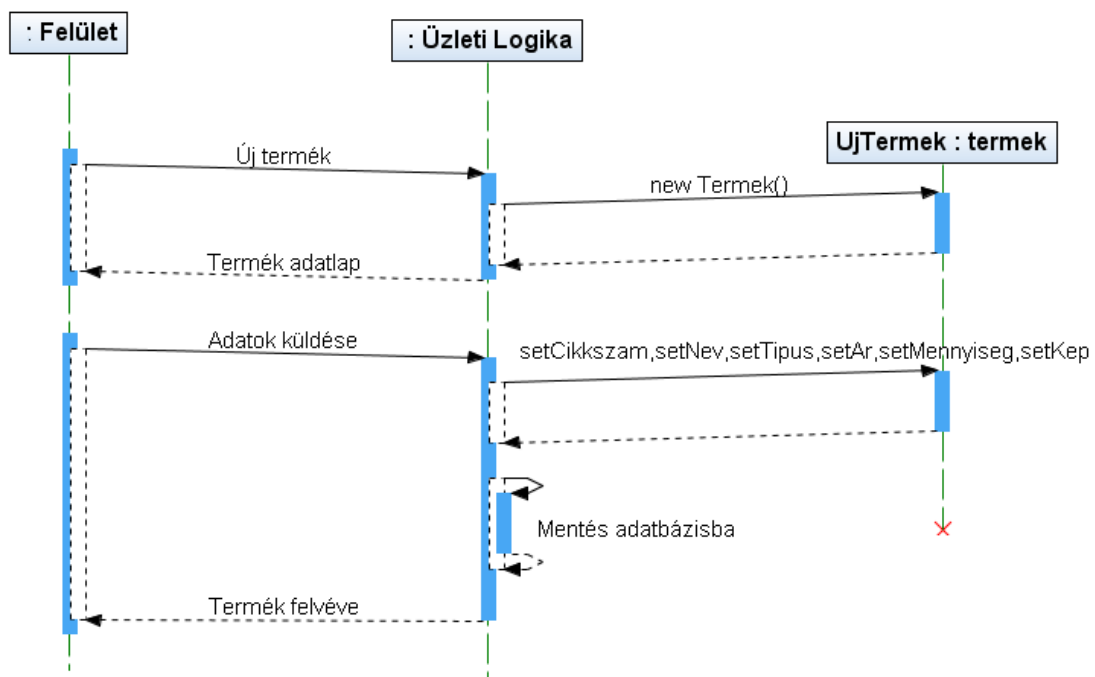 : Felület
: Üzleti Logika
UjTermek : termek
Új termék
new Termek()
Termék adatlap
Adatok küldése
setCikkszam,setNev,setTipus,setAr,setMennyiseg,setKep
Mentés adatbázisba
Termék felvéve